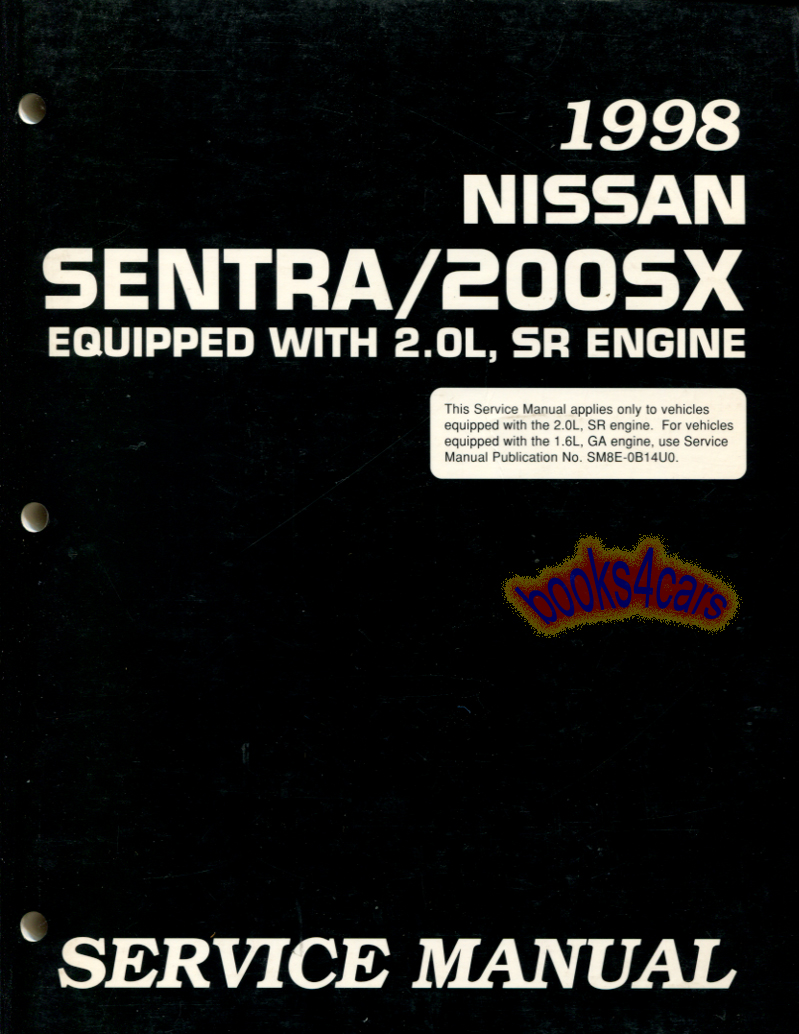 1998
NISSAN
SENTRA/200SX
EQUIPPED WITH 2.0L, SR ENGINE
This Service Manual applies only to vehicles
equipped with the 2.0L, SR engine. For vehicles
equipped with the 1.6L, GA engine, use Service
Manual Publication No. SM8E-0B14U0.
books4cars
SERVICE MANUAL